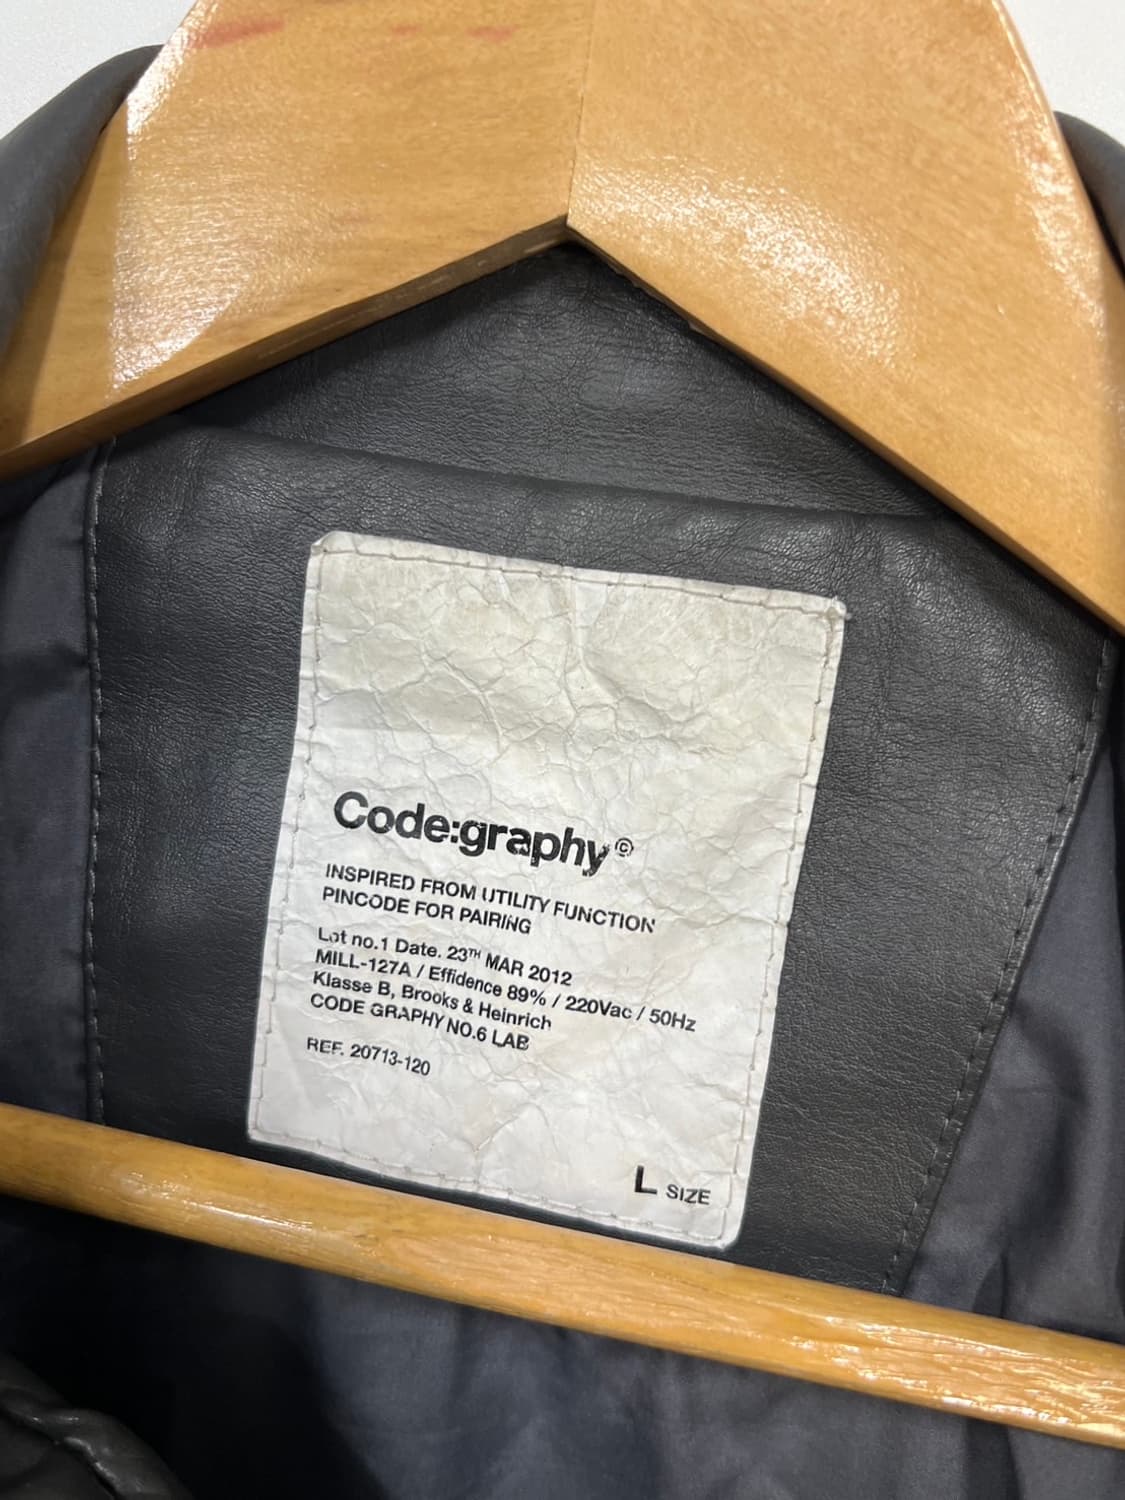 Code:graphy©
INSPIRED FROM UTILITY FUNCTION
PINCODE FOR PAIRING
Lot no.1 Date. 23TH MAR 2012
MILL-127A / Effidence 89% / 220Vac / 50Hz
Klasse B, Brooks & Heinrich
CODE GRAPHY NO.6 LAB
REF. 20713-120
L SIZE